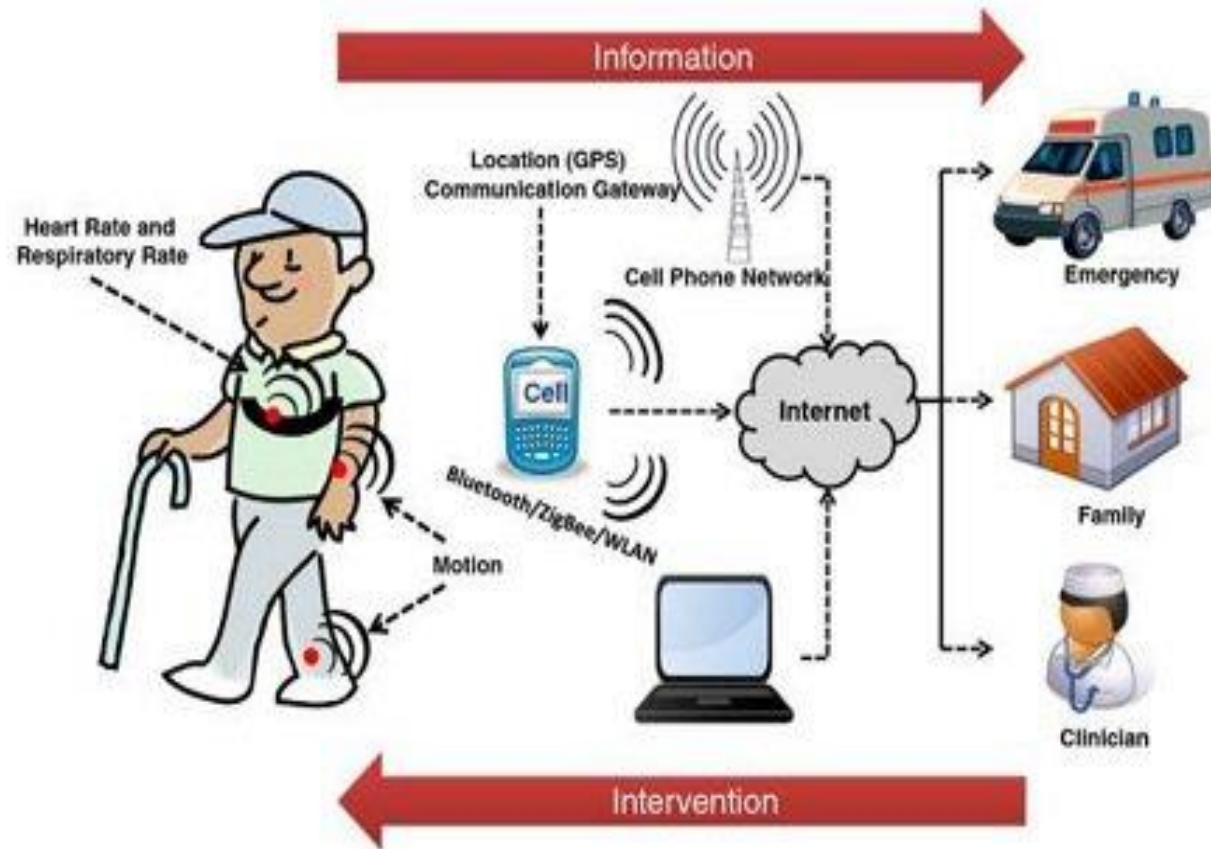 Information
Location (GPS)
Communication Gateway
Heart Rate and
Respiratory Rate
Cell Phone Network
Emergency
Cell
Internet
Bluetooth/ZigBee/WLAN
Family
Motion
Clinician
Intervention